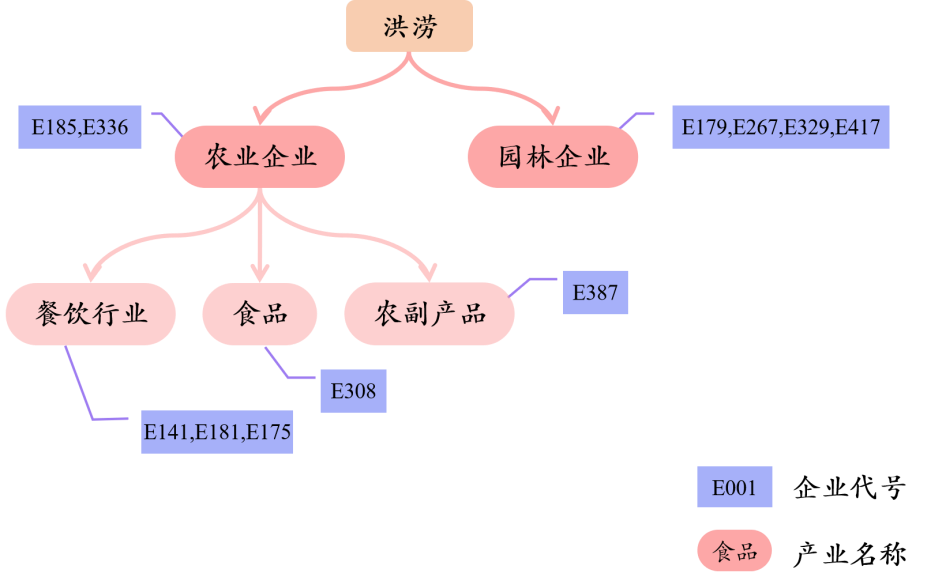 洪涝
E185,E336
农业企业
园林企业
E179,E267,E329,E417
餐饮行业
食品
农副产品
E387
E308
E141,E181,E175
E001
企业代号
食品
产业名称